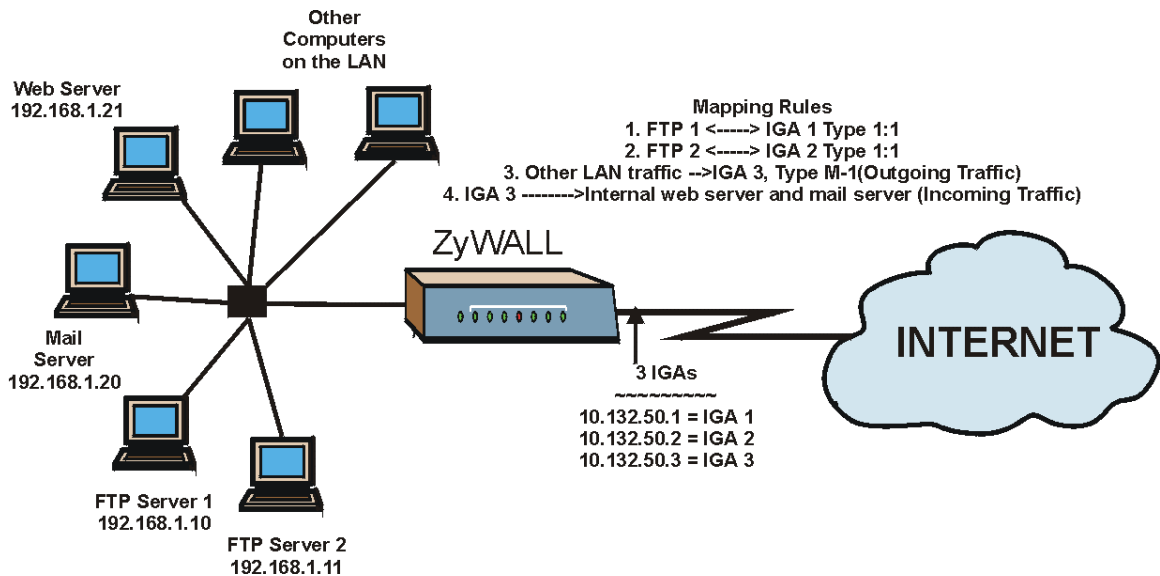 Other
Computers
on the LAN
Web Server
192.168.1.21
Mapping Rules
1. FTP 1 <-----> IGA 1 Type 1:1
2. FTP 2 <-----> IGA 2 Type 1:1
3. Other LAN traffic -->IGA 3, Type M-1(Outgoing Traffic)
4. IGA 3 -------->Internal web server and mail server (Incoming Traffic)
ZyWALL
INTERNET
Mail
Server
192.168.1.20
3 IGAs
~~~~~~~~~
10.132.50.1 = IGA 1
10.132.50.2 = IGA 2
10.132.50.3 = IGA 3
FTP Server 1
192.168.1.10
FTP Server 2
192.168.1.11